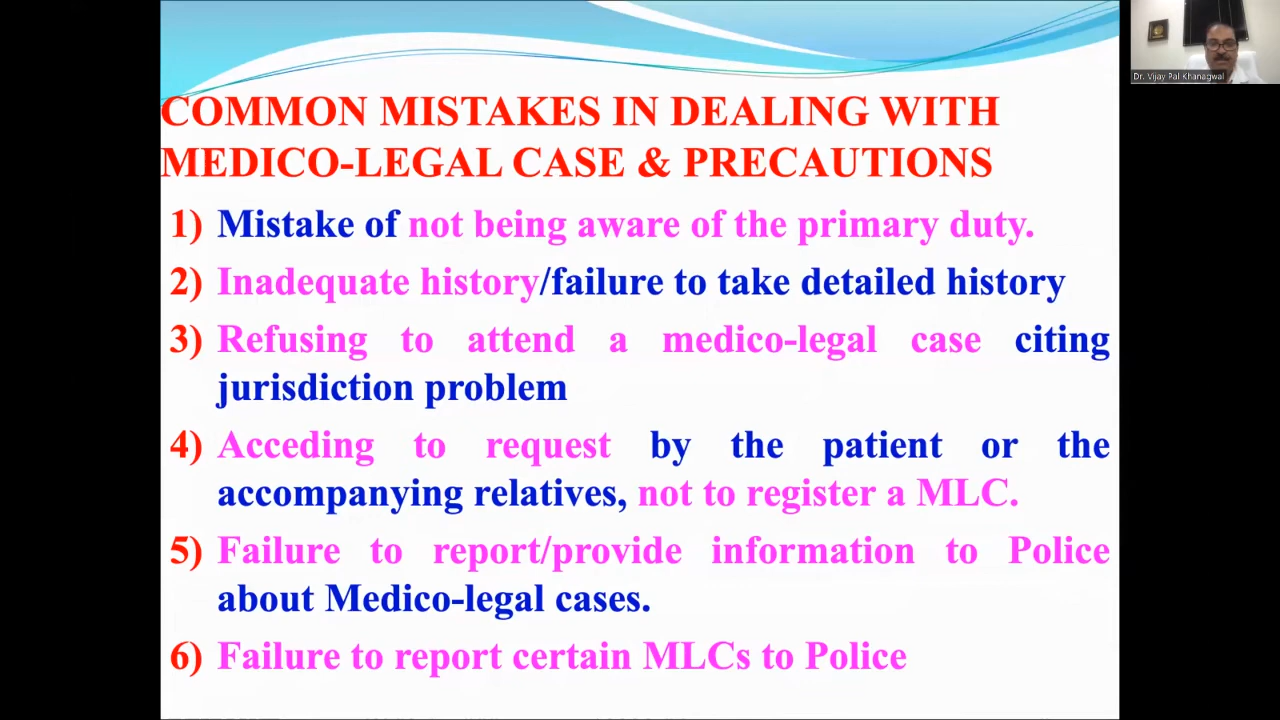 Dr. Vijay Pal Khanagwal
COMMON MISTAKES IN DEALING WITH
MEDICO-LEGAL CASE & PRECAUTIONS
1) Mistake of not being aware of the primary duty.
2) Inadequate history/failure to take detailed history
3) Refusing to attend a medico-legal case citing
jurisdiction problem
4) Acceding to request by the patient or the
accompanying relatives, not to register a MLC.
5) Failure to report/provide information to Police
about Medico-legal cases.
6) Failure to report certain MLCs to Police